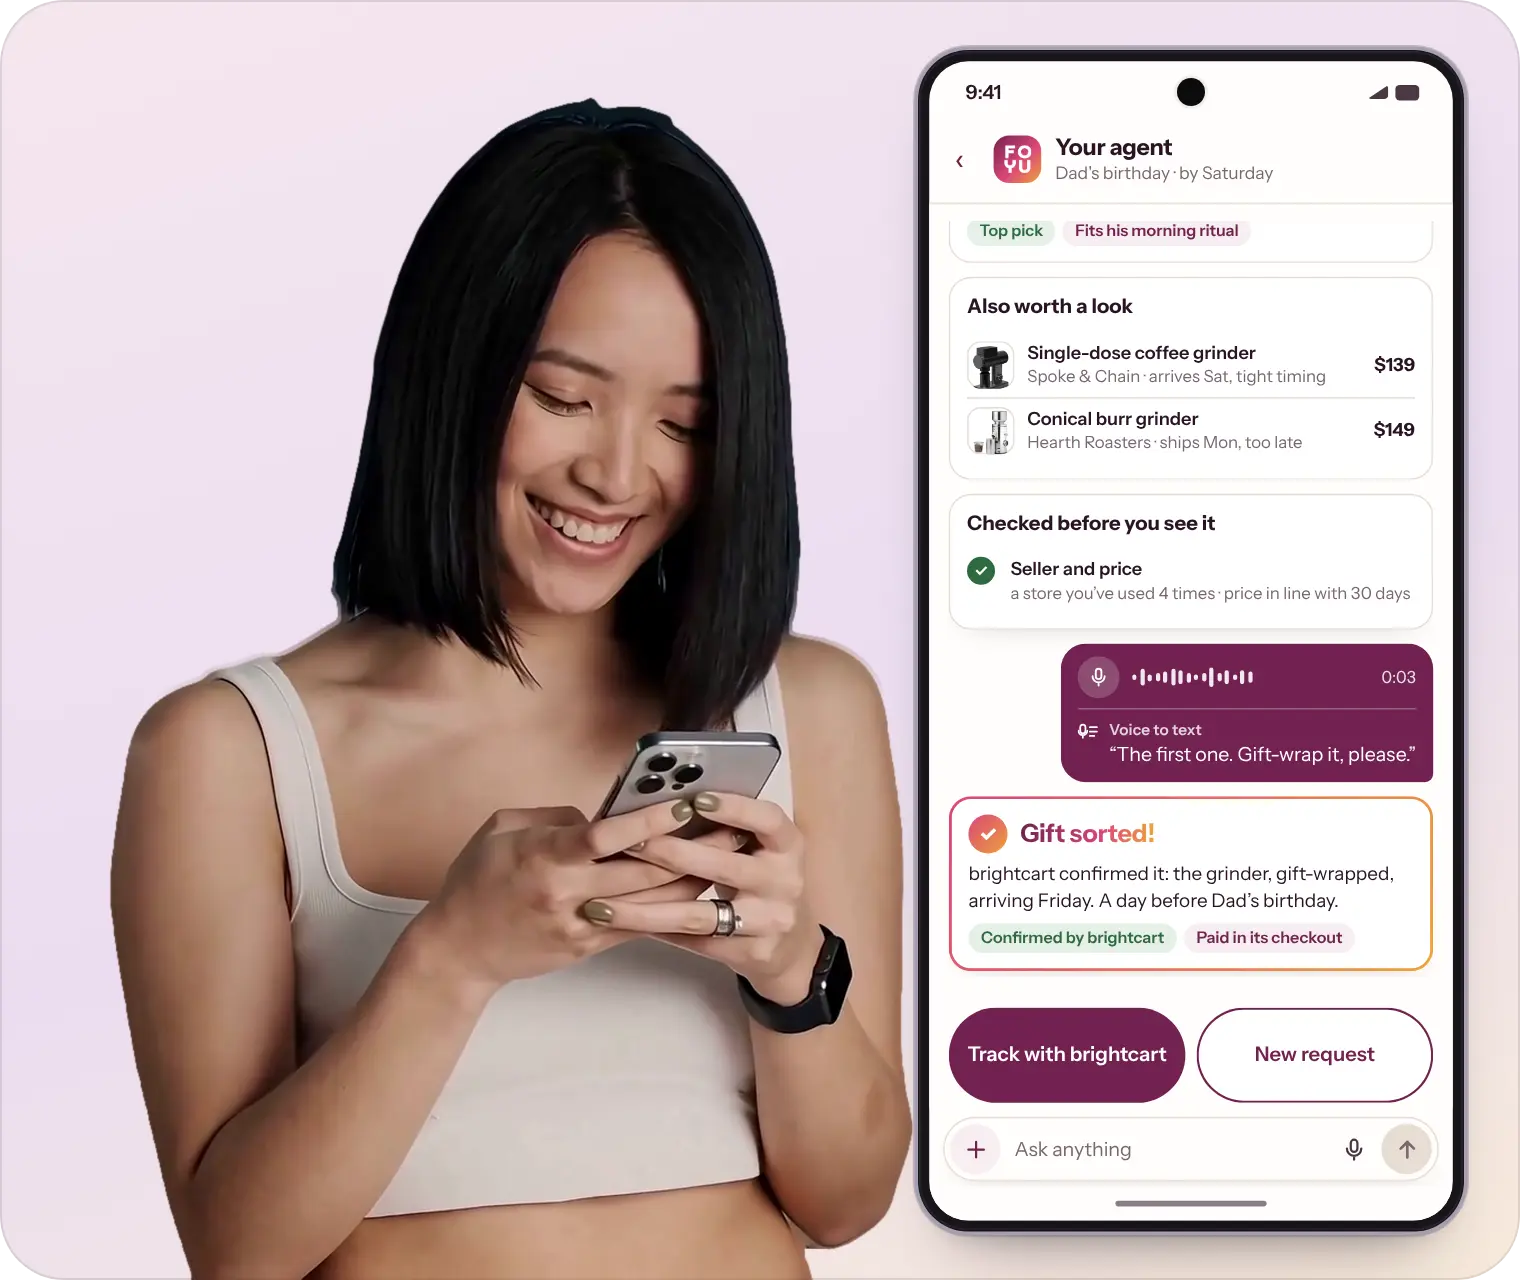 9:41
FO
YU
Your agent
Dad's birthday · by Saturday
Top pick
Fits his morning ritual
Also worth a look
Single-dose coffee grinder
Spoke & Chain · arrives Sat, tight timing
$139
Conical burr grinder
Hearth Roasters · ships Mon, too late
$149
Checked before you see it
Seller and price
a store you've used 4 times · price in line with 30 days
0:03
Voice to text
“The first one. Gift-wrap it, please.”
Gift sorted!
brightcart confirmed it: the grinder, gift-wrapped,
arriving Friday. A day before Dad’s birthday.
Confirmed by brightcart
Paid in its checkout
Track with brightcart
New request
Ask anything